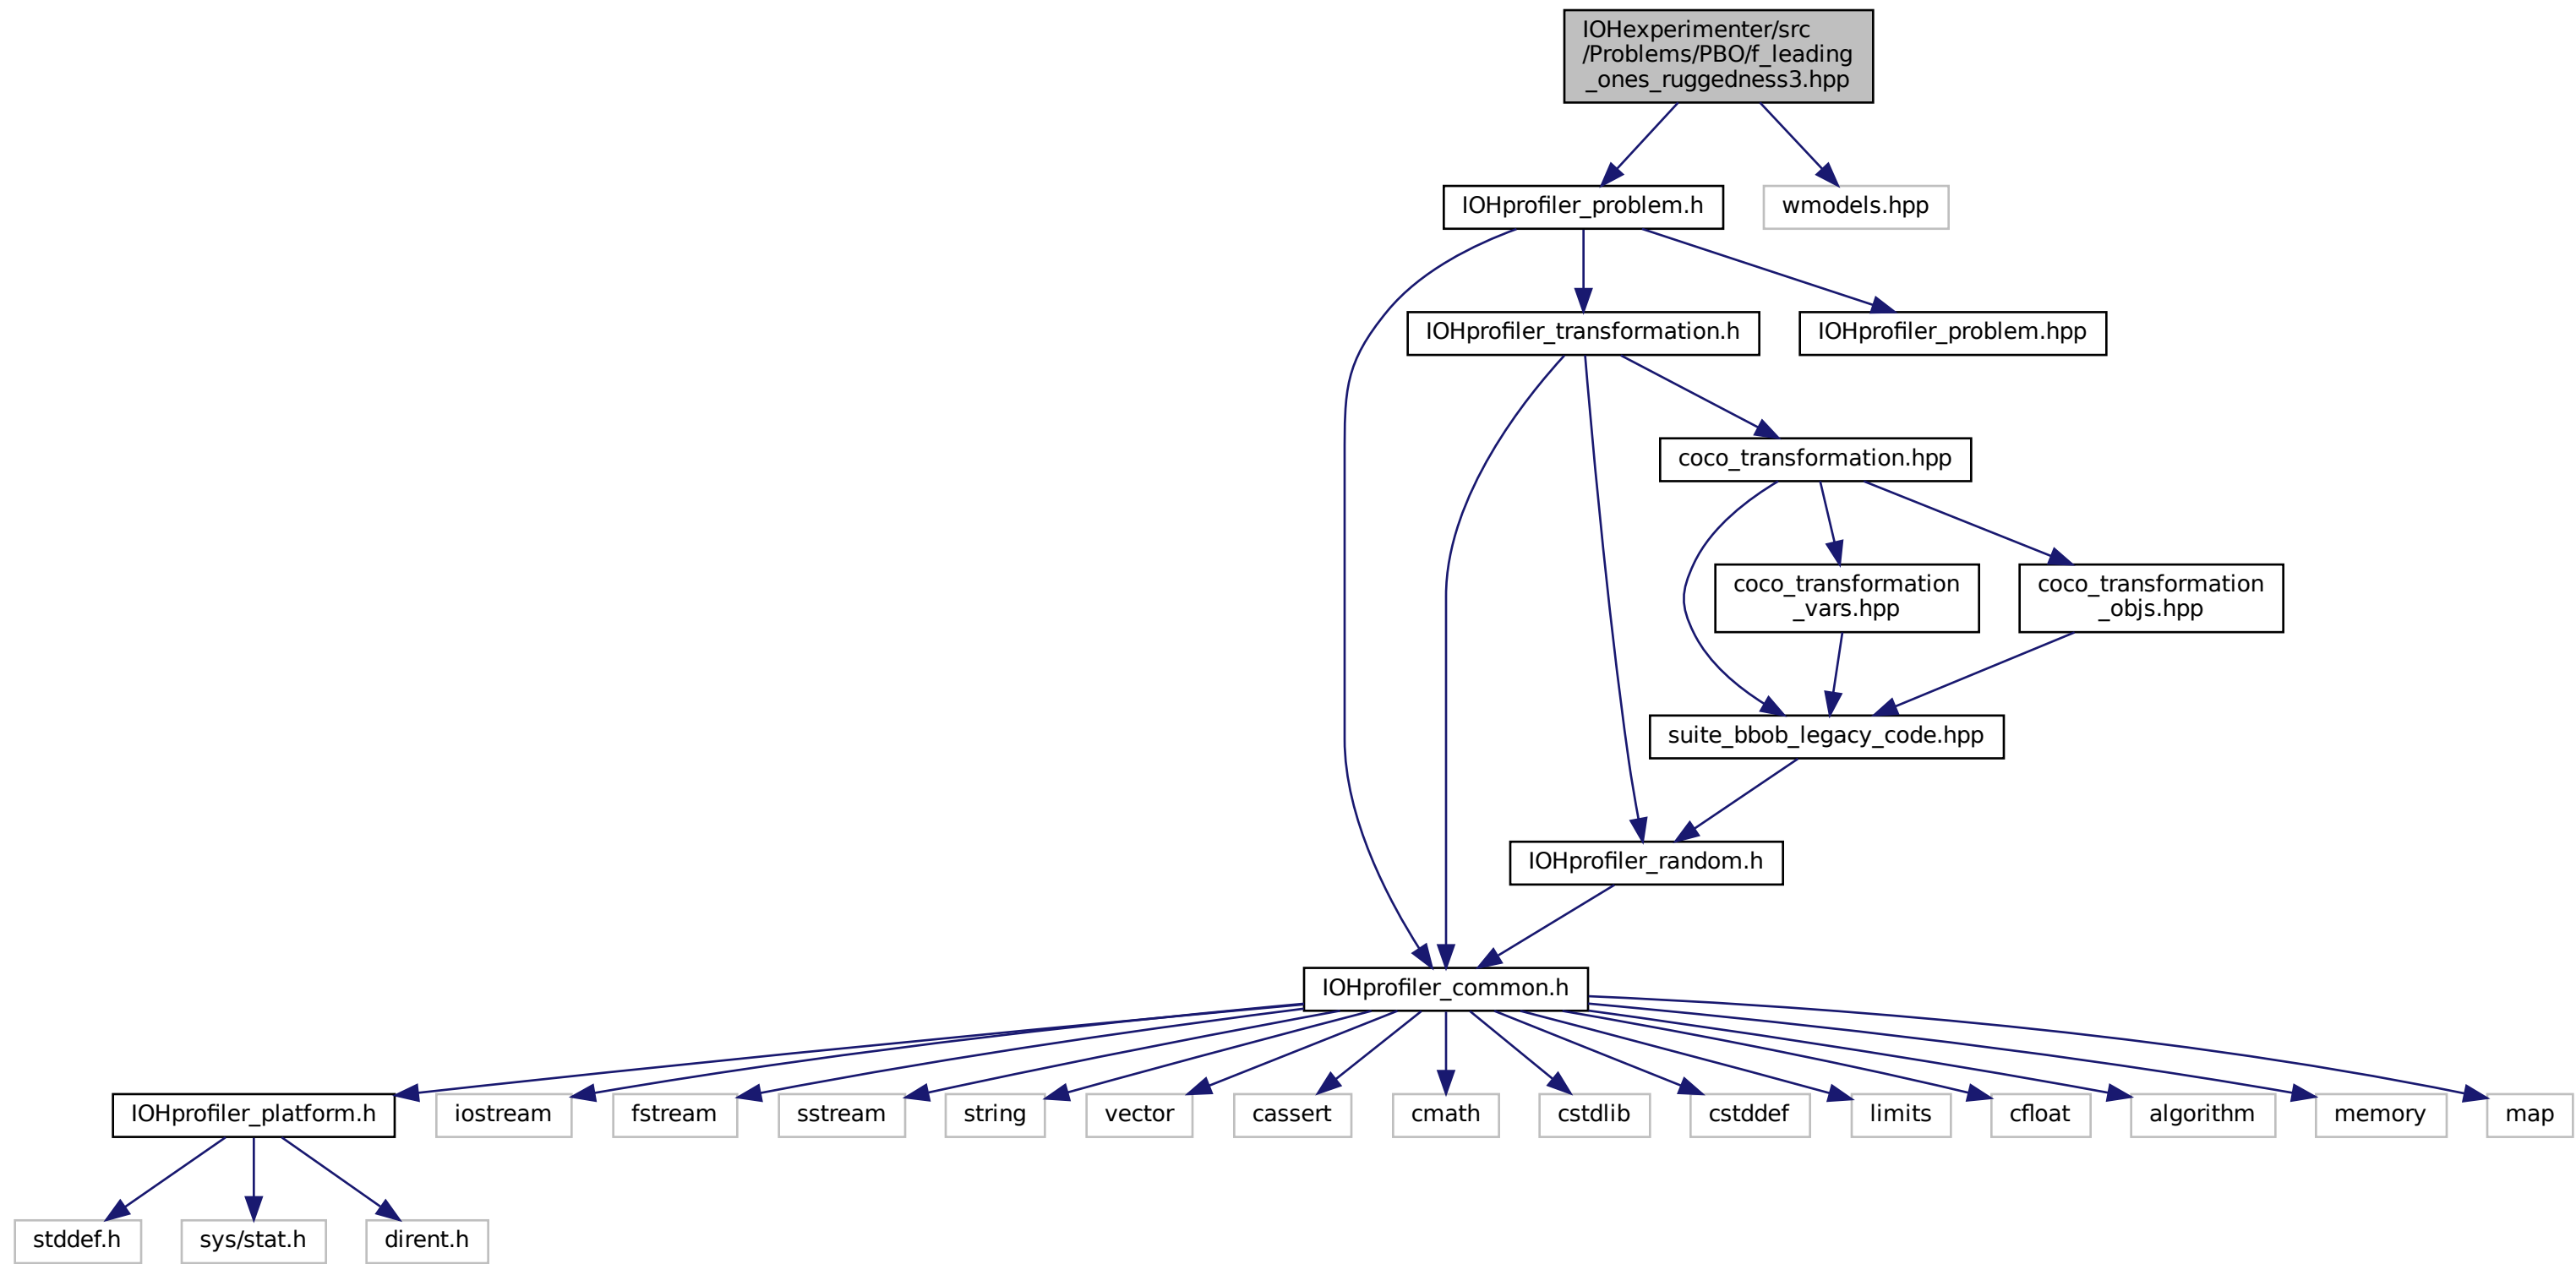 IOHexperimenter/src
/Problems/PBO/f_leading
_ones_ruggedness3.hpp
IOHprofiler_problem.h
wmodels.hpp
IOHprofiler_transformation.h
IOHprofiler_problem.hpp
coco_transformation.hpp
coco_transformation
_vars.hpp
coco_transformation
_objs.hpp
suite_bbob_legacy_code.hpp
IOHprofiler_random.h
IOHprofiler_common.h
IOHprofiler_platform.h
iostream
fstream
sstream
string
vector
cassert
cmath
cstdlib
cstddef
limits
cfloat
algorithm
memory
map
stddef.h
sys/stat.h
dirent.h